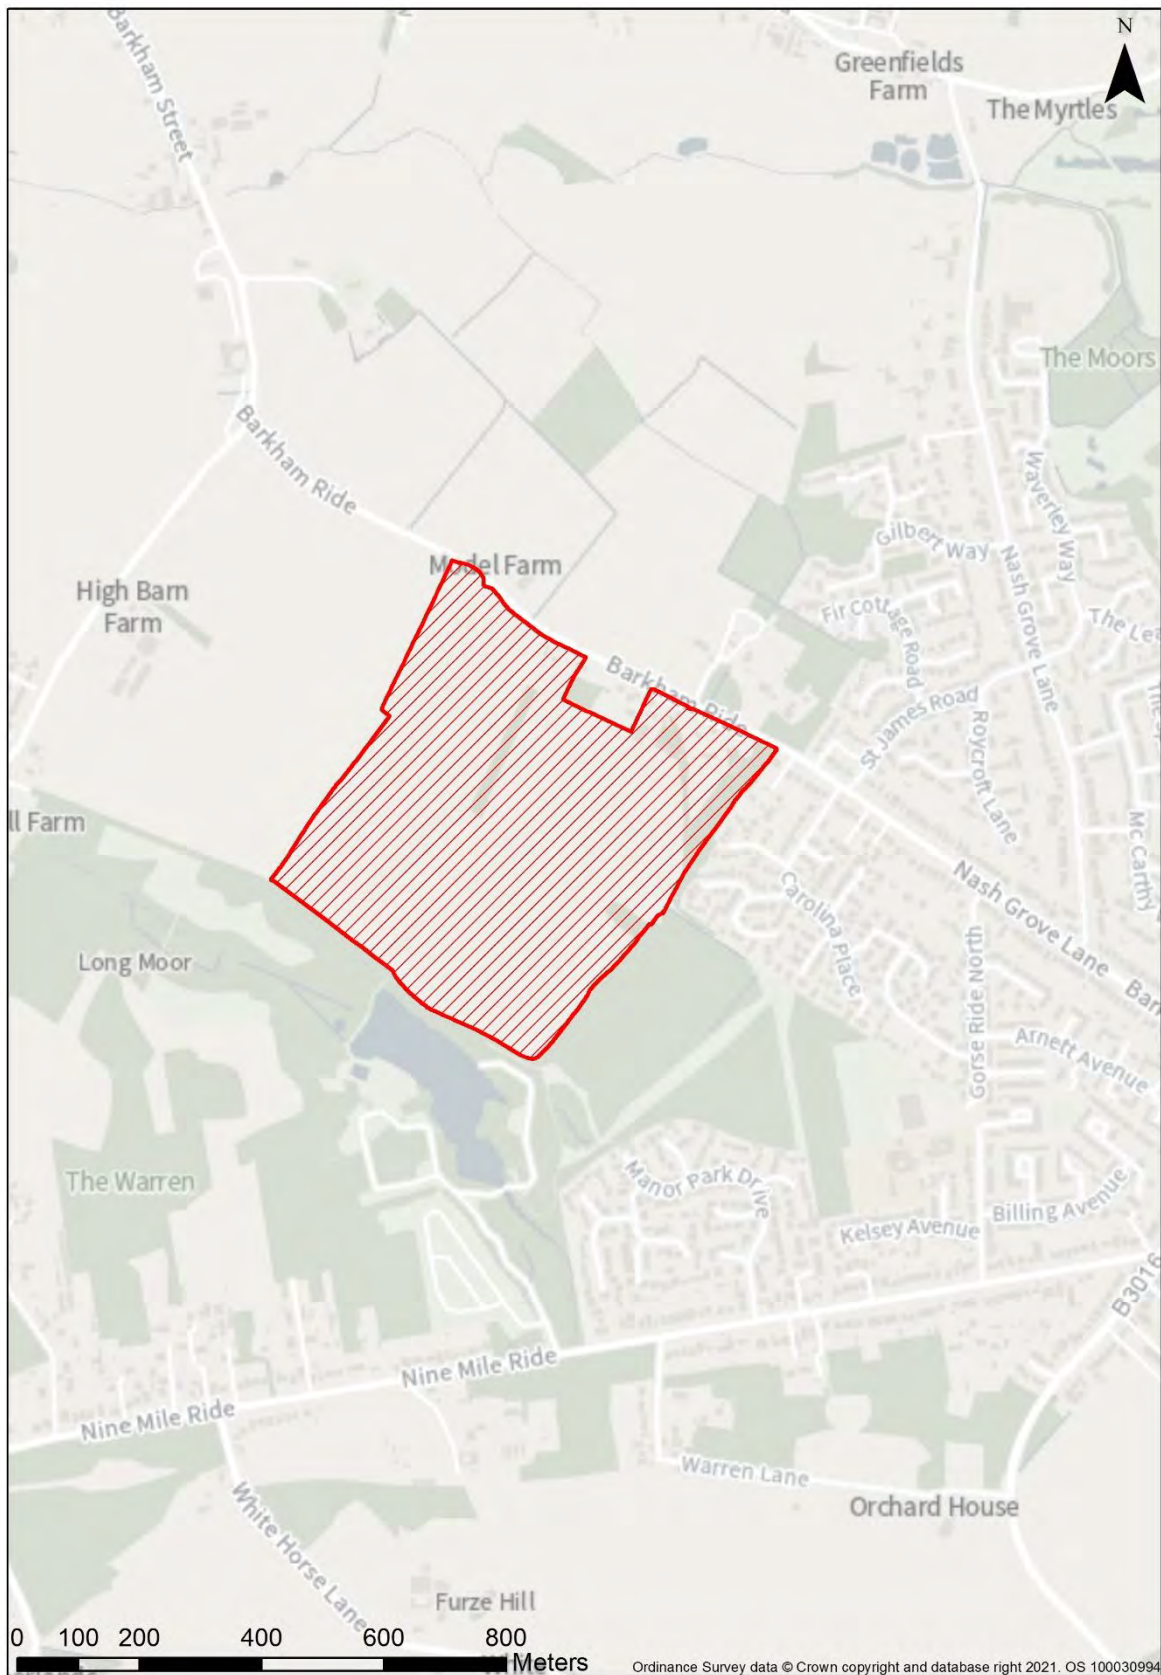 N
Barkham Street
Greenfields
Farm
The Myrtles
The Moors
Barkham Ride
Waverley Way
Gilbert Way
Model Farm
High Barn
Farm
Nash Grove Lane
Fir Cottage Road
Barkham Ride
St James Road
Roycroft Lane
ll Farm
Mc Carthy
Nash Grove Lane
Carolina Place
Long Moor
Gorse Ride North
Arnett Avenue
The Warren
Manor Park Drive
Billing Avenue
Kelsey Avenue
B3016
Nine Mile Ride
Nine Mile Ride
Warren Lane
Orchard House
White Horse Lane
Furze Hill
0 100 200 400 600 800
Meters
Ordinance Survey data © Crown copyright and database right 2021. OS 100030994